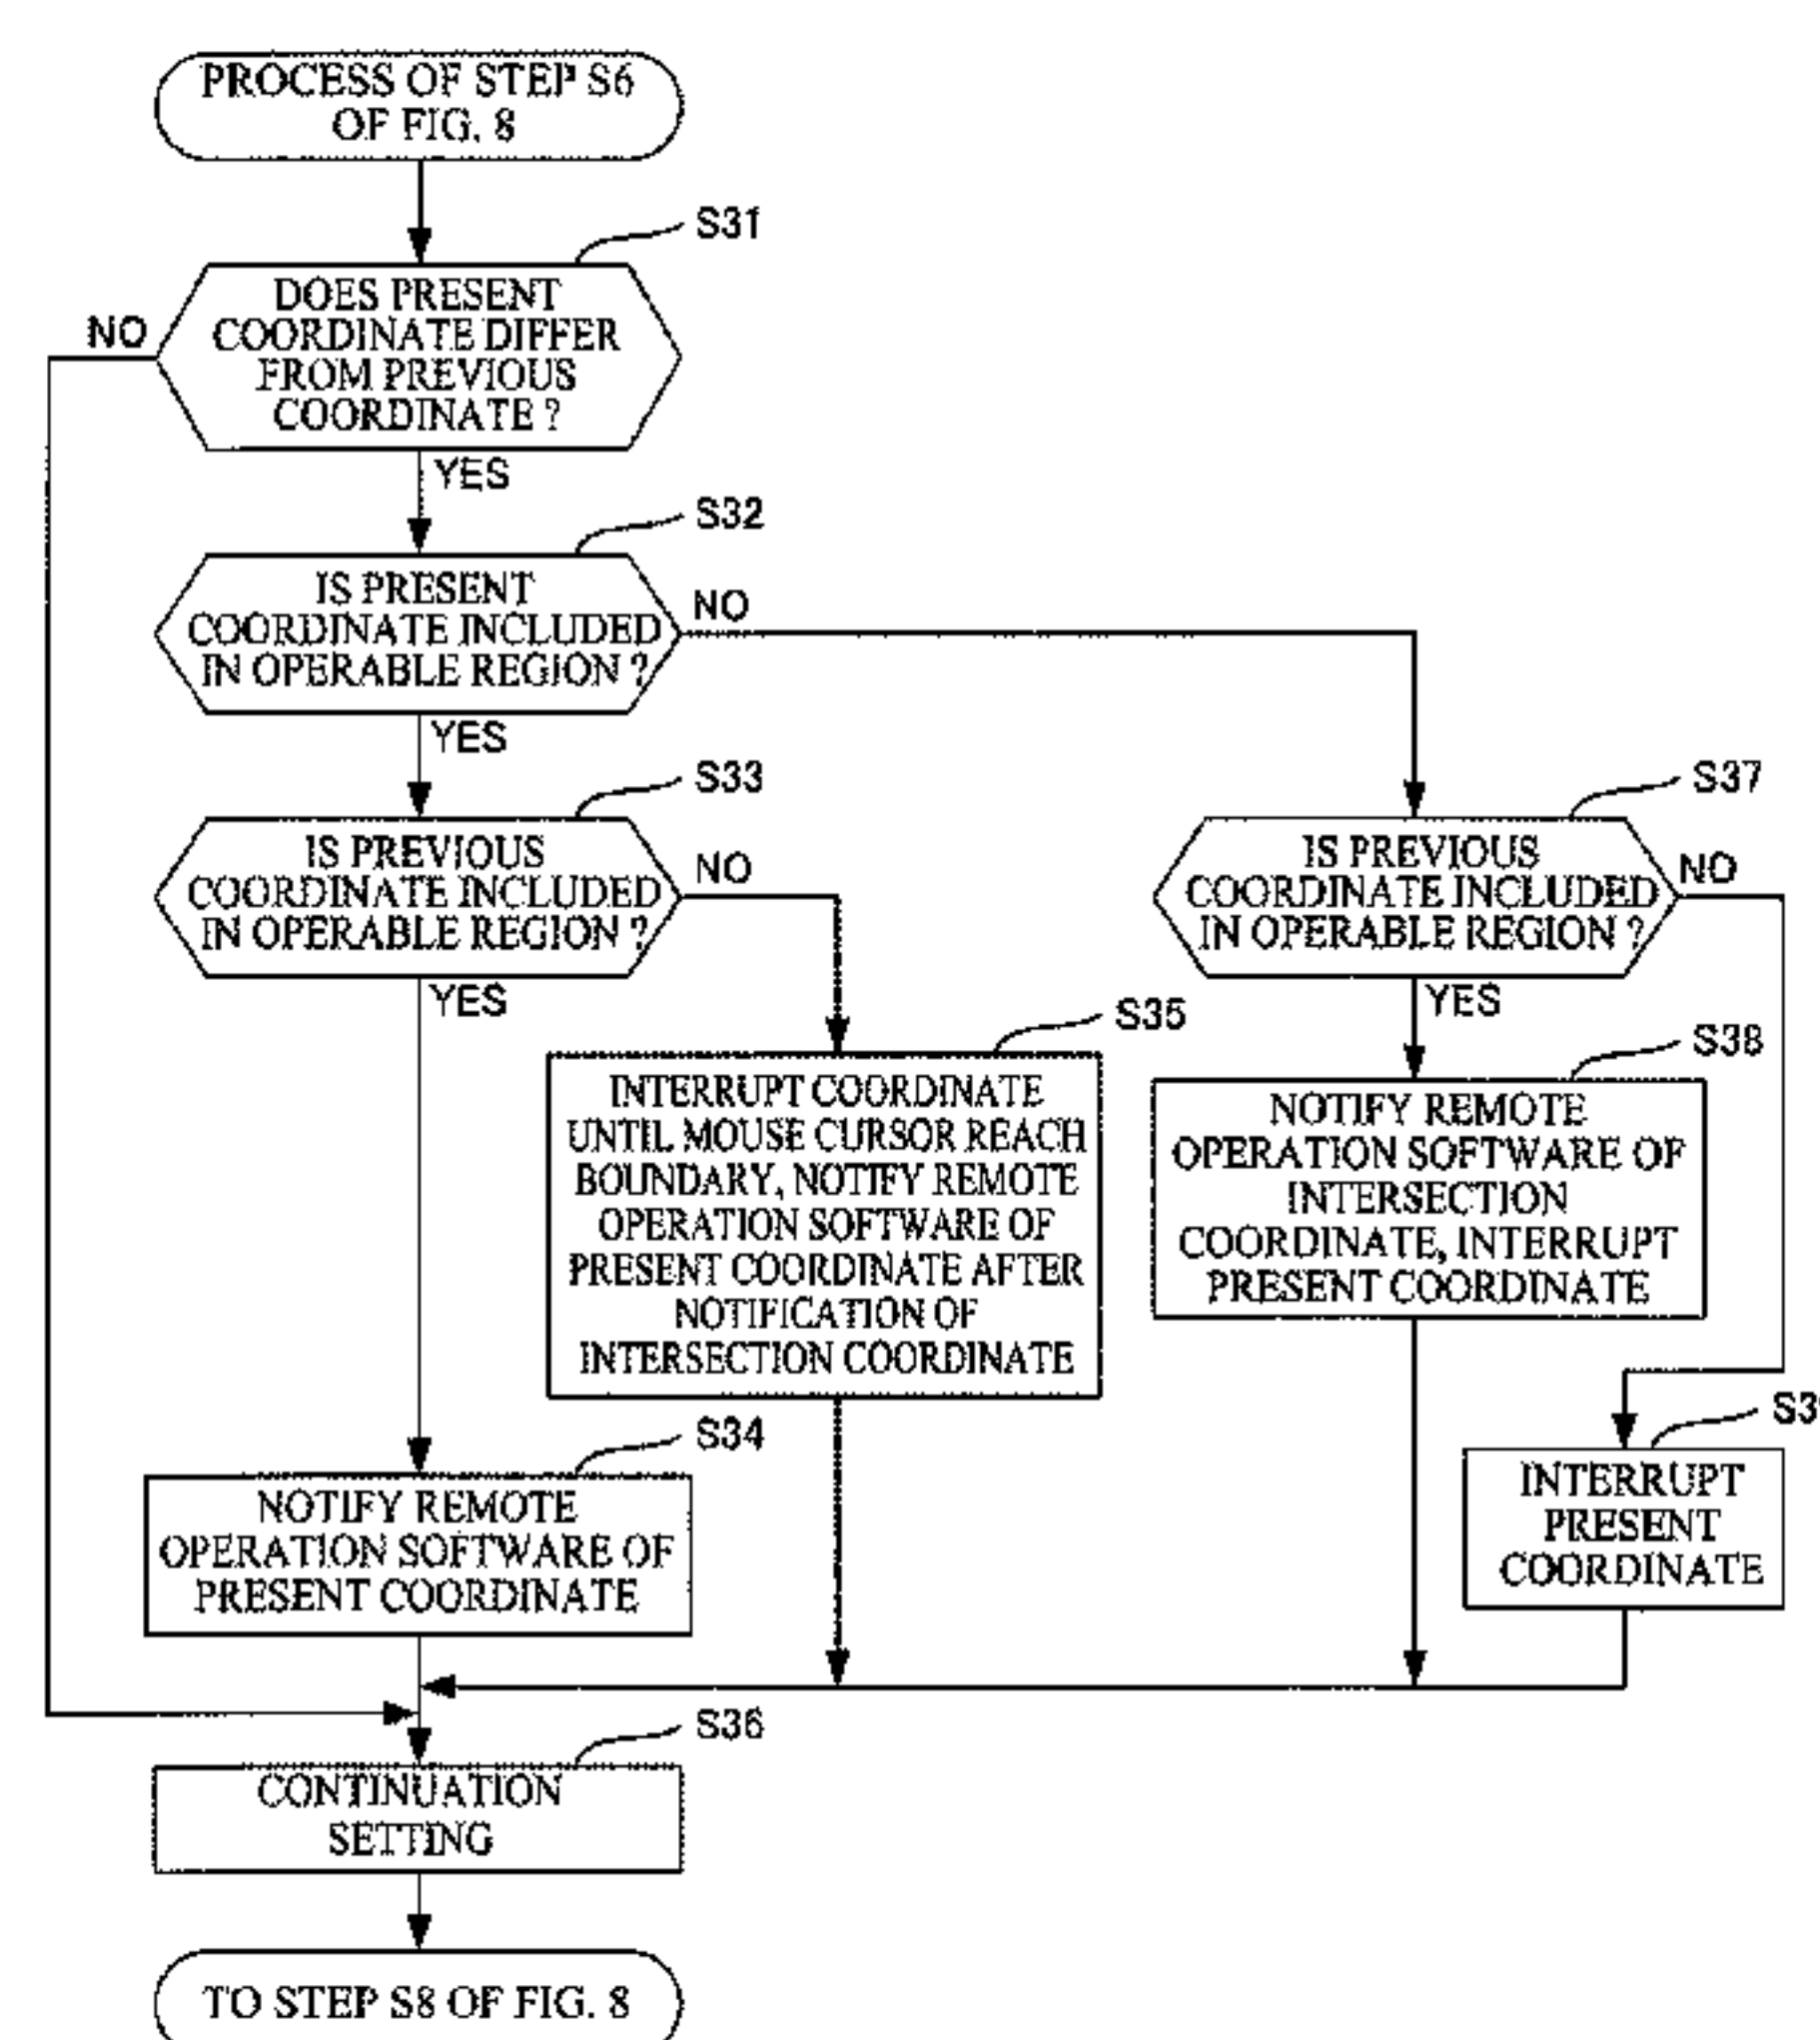 PROCESS OF STEP S6
OF FIG. 8
S31
DOES PRESENT
COORDINATE DIFFER
FROM PREVIOUS
COORDINATE ?
NO
YES
S32
IS PRESENT
COORDINATE INCLUDED
IN OPERABLE REGION ?
NO
YES
S33
IS PREVIOUS
COORDINATE INCLUDED
IN OPERABLE REGION ?
NO
YES
S37
IS PREVIOUS
COORDINATE INCLUDED
IN OPERABLE REGION ?
NO
YES
S35
INTERRUPT COORDINATE
UNTIL MOUSE CURSOR REACH
BOUNDARY, NOTIFY REMOTE
OPERATION SOFTWARE OF
PRESENT COORDINATE AFTER
NOTIFICATION OF
INTERSECTION COORDINATE
S38
NOTIFY REMOTE
OPERATION SOFTWARE OF
INTERSECTION
COORDINATE, INTERRUPT
PRESENT COORDINATE
S34
NOTIFY REMOTE
OPERATION SOFTWARE OF
PRESENT COORDINATE
INTERRUPT
PRESENT
COORDINATE
S36
CONTINUATION
SETTING
TO STEP S8 OF FIG. 8